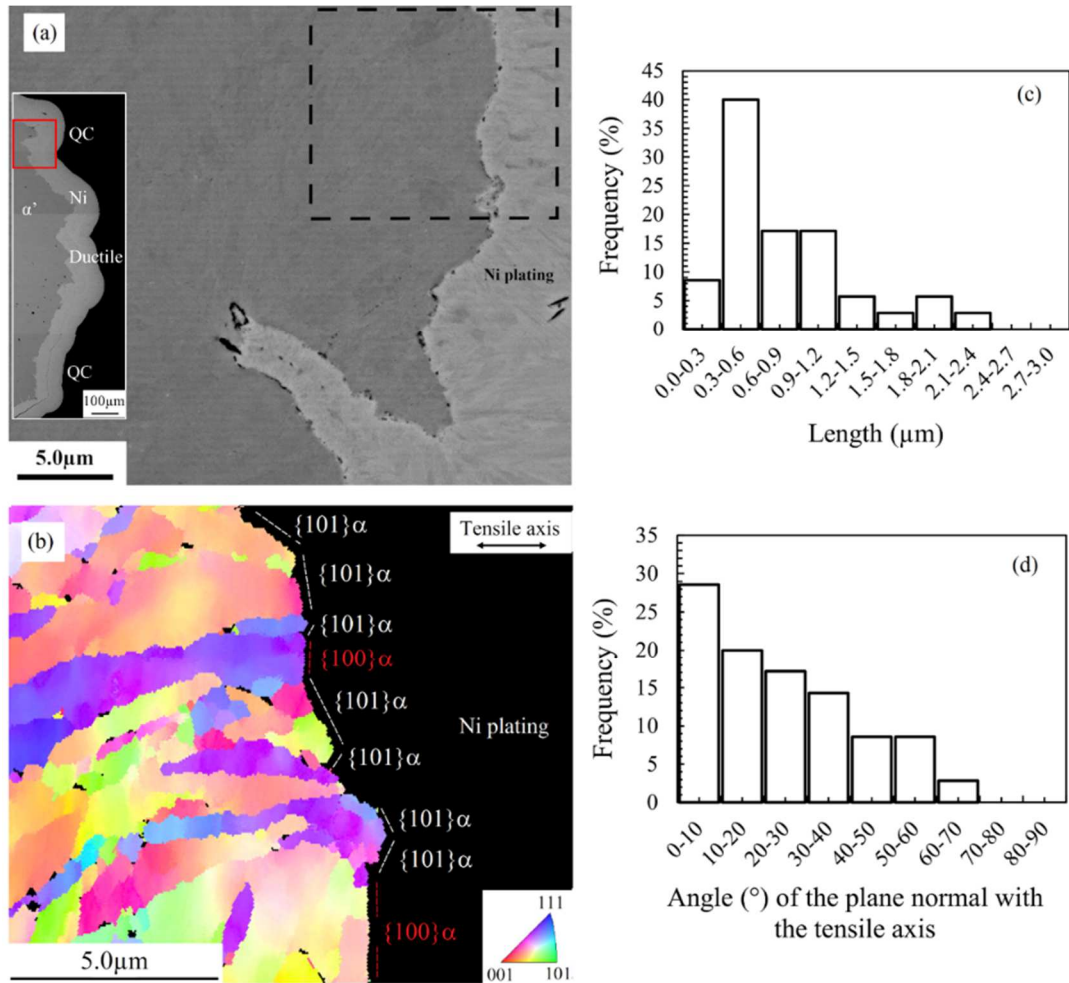 (a)
QC
Ni
α’
Ductile
QC
100µm
Ni plating
5.0µm
(b)
{101}α
Tensile axis
{101}α
{101}α
{100}α
{101}α
Ni plating
{101}α
{101}α
{101}α
{100}α
111
001 101
5.0µm
(c)
Frequency (%)
45
40
35
30
25
20
15
10
5
0
0.0-0.3
0.3-0.6
0.6-0.9
0.9-1.2
1.2-1.5
1.5-1.8
1.8-2.1
2.1-2.4
2.4-2.7
2.7-3.0
Length (µm)
(d)
Frequency (%)
35
30
25
20
15
10
5
0
0-10
10-20
20-30
30-40
40-50
50-60
60-70
70-80
80-90
Angle (°) of the plane normal with
the tensile axis